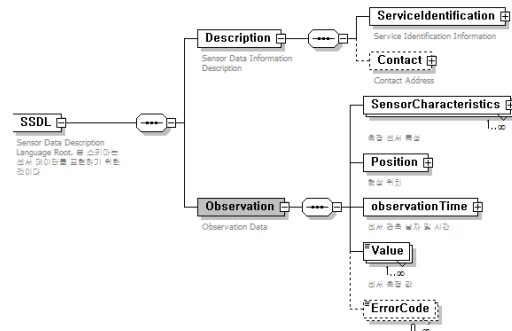 ServiceIdentification
Service Identification Information
Description
Sensor Data Information
Description
Contact
Contact Address
SSDL
Sensor Data Description
Language Root. 본 스키마는
센서 데이터를 표현하기 위한
것이다
SensorCharacteristics
1..∞
측정 센서 특성
Position
현상 위치
Observation
Observation Data
observationTime
센서 관측 날자 및 시간
Value
1..∞
센서 측정 값
ErrorCode
0..∞